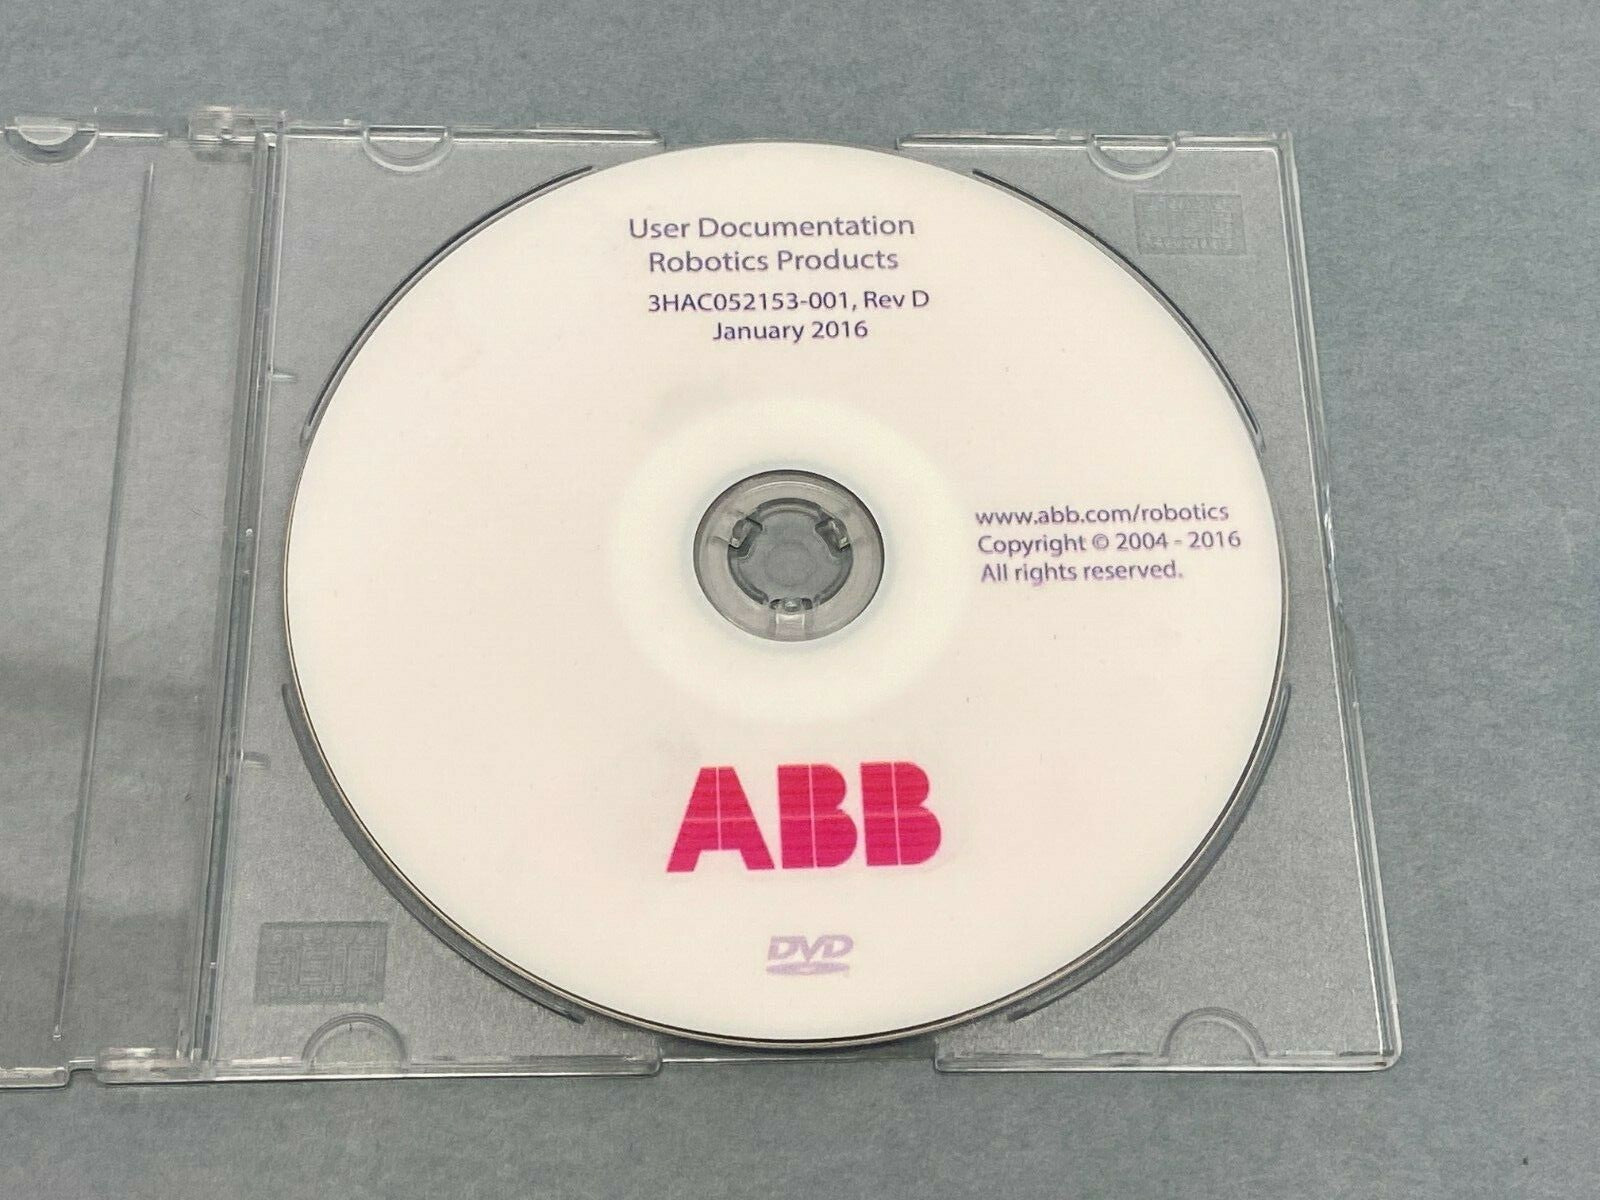 User Documentation
Robotics Products
3HAC052153-001, Rev D
January 2016
www.abb.com/robotics
Copyright © 2004 - 2016
All rights reserved.
ABB
DVD